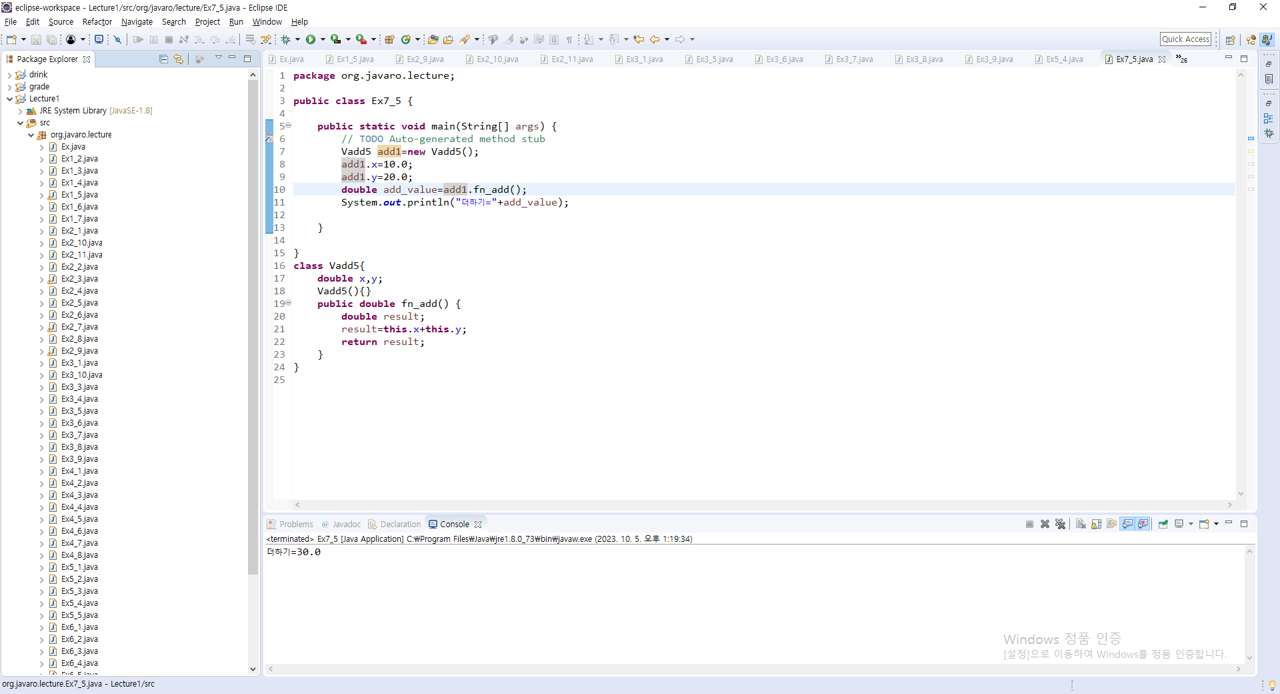 eclipse-workspace - Lecture1/src/org/javaro/lecture/Ex7_5.java - Eclipse IDE
File Edit Source Refactor Navigate Search Project Run Window Help
Quick Access
Package Explorer
Ex.java Ex1_5.java Ex2_9.java Ex2_10.java Ex2_11.java Ex3_1.java Ex3_5.java Ex3_6.java Ex3_7.java Ex3_8.java Ex3_9.java Ex5_4.java Ex7_5.java »26
drink
grade
Lecture1
JRE System Library [JavaSE-1.8]
src
org.javaro.lecture
Ex.java
Ex1_2.java
Ex1_3.java
Ex1_4.java
Ex1_5.java
Ex1_6.java
Ex1_7.java
Ex2_1.java
Ex2_10.java
Ex2_11.java
Ex2_2.java
Ex2_3.java
Ex2_4.java
Ex2_5.java
Ex2_6.java
Ex2_7.java
Ex2_8.java
Ex2_9.java
Ex3_1.java
Ex3_10.java
Ex3_3.java
Ex3_4.java
Ex3_5.java
Ex3_6.java
Ex3_7.java
Ex3_8.java
Ex3_9.java
Ex4_1.java
Ex4_2.java
Ex4_3.java
Ex4_4.java
Ex4_5.java
Ex4_6.java
Ex4_7.java
Ex4_8.java
Ex5_1.java
Ex5_2.java
Ex5_3.java
Ex5_4.java
Ex5_5.java
Ex6_1.java
Ex6_2.java
Ex6_3.java
Ex6_4.java
1 package org.javaro.lecture;
2
3 public class Ex7_5 {
4
5 public static void main(String[] args) {
6 // TODO Auto-generated method stub
7 Vadd5 add1=new Vadd5();
8 add1.x=10.0;
9 add1.y=20.0;
10 double add_value=add1.fn_add();
11 System.out.println("더하기="+add_value);
12
13 }
14
15 }
16 class Vadd5{
17 double x,y;
18 Vadd5(){}
19 public double fn_add() {
20 double result;
21 result=this.x+this.y;
22 return result;
23 }
24 }
25
Problems Javadoc Declaration Console
<terminated> Ex7_5 [Java Application] C:₩Program Files₩Java₩jre1.8.0_73₩bin₩javaw.exe (2023. 10. 5. 오후 1:19:34)
더하기=30.0
Windows 정품 인증
[설정]으로 이동하여 Windows를 정품 인증합니다.
org.javaro.lecture.Ex7_5.java - Lecture1/src